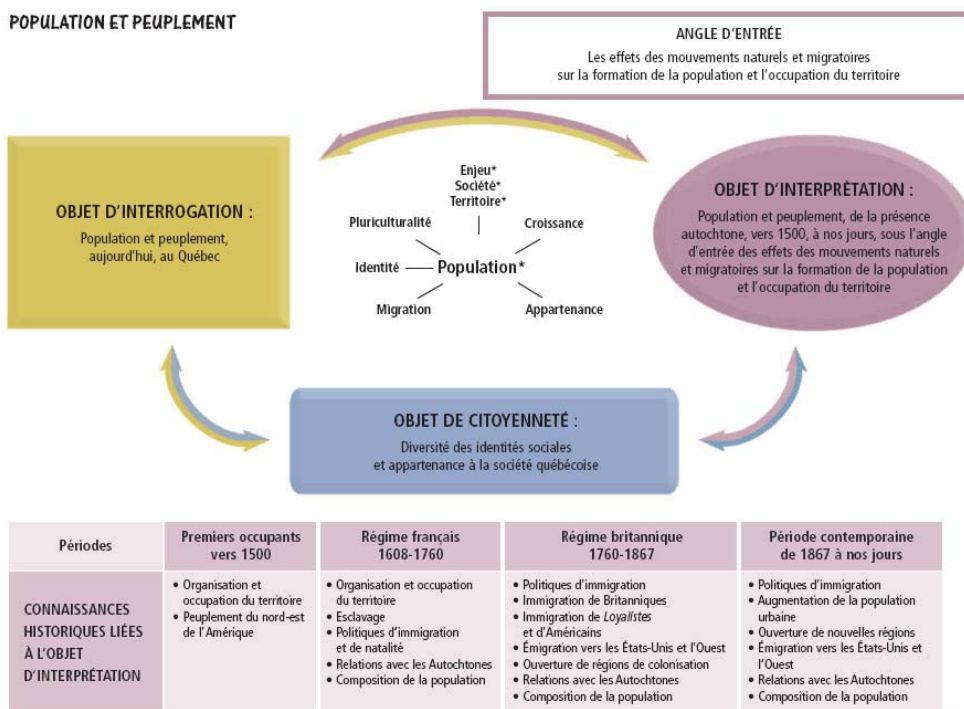 POPULATION ET PEUPLEMENT
ANGLE D'ENTRÉE
Les effets des mouvements naturels et migratoires
sur la formation de la population et l'occupation du territoire
OBJET D'INTERROGATION :
Population et peuplement,
aujourd'hui, au Québec
Enjeu*
Société*
Territoire*
Pluriculturalité
Croissance
Identité
Population*
Migration
Appartenance
OBJET D'INTERPRÉTATION :
Population et peuplement, de la présence
autochtone, vers 1500, à nos jours, sous l'angle
d'entrée des effets des mouvements naturels
et migratoires sur la formation de la population
et l'occupation du territoire
OBJET DE CITOYENNETÉ :
Diversité des identités sociales
et appartenance à la société québécoise
Périodes
Premiers occupants
vers 1500
Régime français
1608-1760
Régime britannique
1760-1867
Période contemporaine
de 1867 à nos jours
CONNAISSANCES
HISTORIQUES LIÉES
À L'OBJET
D'INTERPRÉTATION
• Organisation et
occupation du territoire
• Peuplement du nord-est
de l'Amérique
• Organisation et occupation
du territoire
• Esclavage
• Politiques d'immigration
et de natalité
• Relations avec les Autochtones
• Composition de la population
• Politiques d'immigration
• Immigration de Britanniques
• Immigration de Loyalistes
et d'Américains
• Émigration vers les États-Unis et l'Ouest
• Ouverture de régions de colonisation
• Relations avec les Autochtones
• Composition de la population
• Politiques d'immigration
• Augmentation de la population
urbaine
• Ouverture de nouvelles régions
• Émigration vers les États-Unis et
l'Ouest
• Relations avec les Autochtones
• Composition de la population